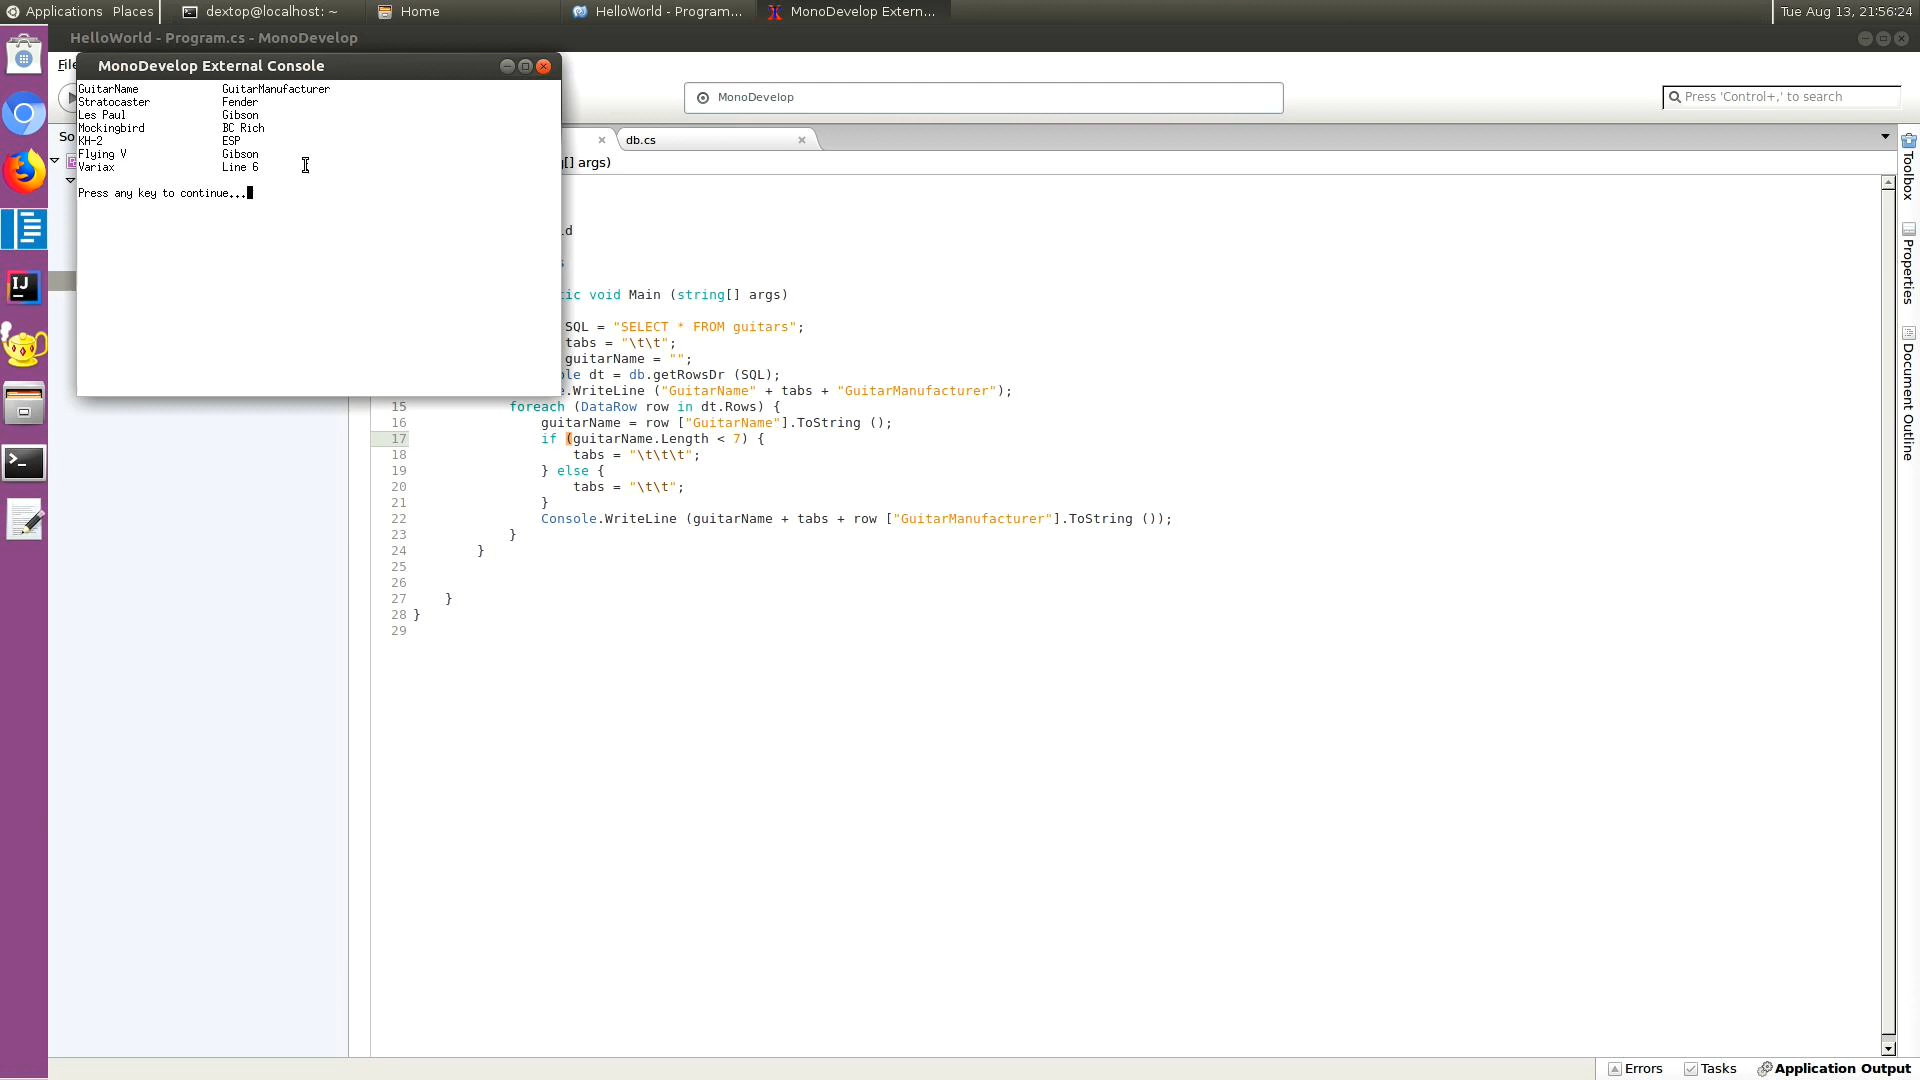 Applications Places dextop@localhost: ~ Home HelloWorld - Program... MonoDevelop Extern... Tue Aug 13, 21:56:24
HelloWorld - Program.cs - MonoDevelop
File
MonoDevelop External Console
MonoDevelop
Press 'Control+,' to search
GuitarName GuitarManufacturer
Stratocaster Fender
Les Paul Gibson
Mockingbird BC Rich
KH-2 ESP
Flying V Gibson
Variax Line 6
Press any key to continue...
So
db.cs
[] args)
ld
s
tic void Main (string[] args)
SQL = "SELECT * FROM guitars";
tabs = "\t\t";
guitarName = "";
le dt = db.getRowsDr (SQL);
.WriteLine ("GuitarName" + tabs + "GuitarManufacturer");
15 foreach (DataRow row in dt.Rows) {
16 guitarName = row ["GuitarName"].ToString ();
17 if (guitarName.Length < 7) {
18 tabs = "\t\t\t";
19 } else {
20 tabs = "\t\t";
21 }
22 Console.WriteLine (guitarName + tabs + row ["GuitarManufacturer"].ToString ());
23 }
24 }
25
26
27 }
28 }
29
Toolbox
Properties
Document Outline
IJ
Errors Tasks Application Output